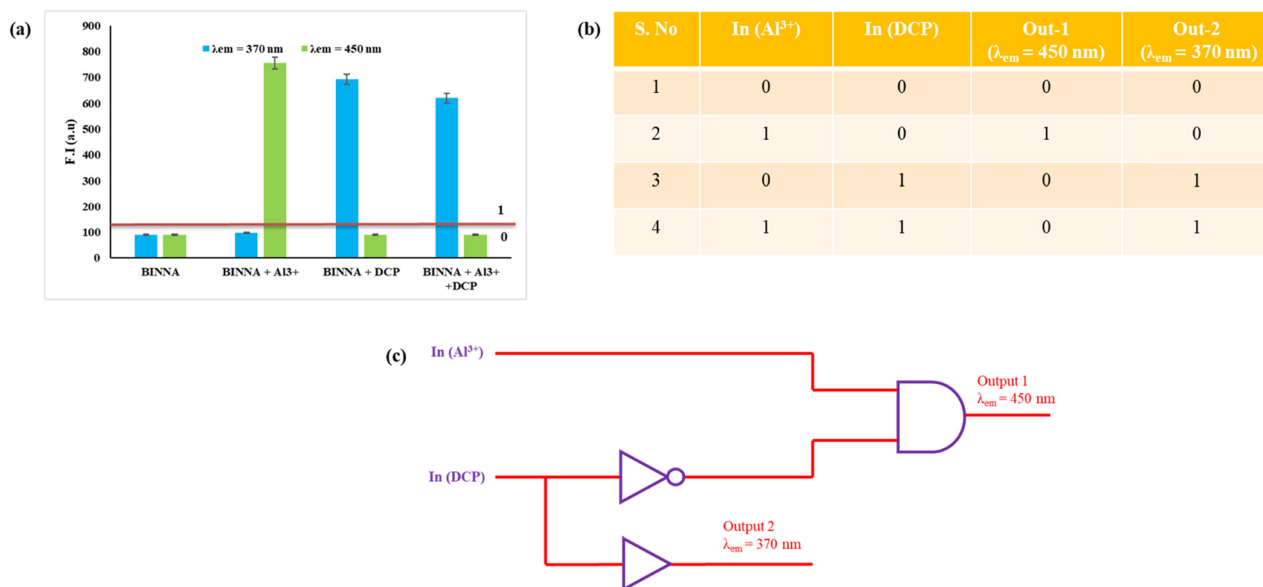 (a)
900
800
700
600
500
400
300
200
100
0
F.I (a.u)
λem = 370 nm
λem = 450 nm
1
0
BINNA
BINNA + Al3+
BINNA + DCP
BINNA + Al3+
+DCP
(b)
S. No
In (Al³⁺)
In (DCP)
Out-1
(λem = 450 nm)
Out-2
(λem = 370 nm)
1 0 0 0 0
2 1 0 1 0
3 0 1 0 1
4 1 1 0 1
(c)
In (Al³⁺)
Output 1
λem = 450 nm
In (DCP)
Output 2
λem = 370 nm